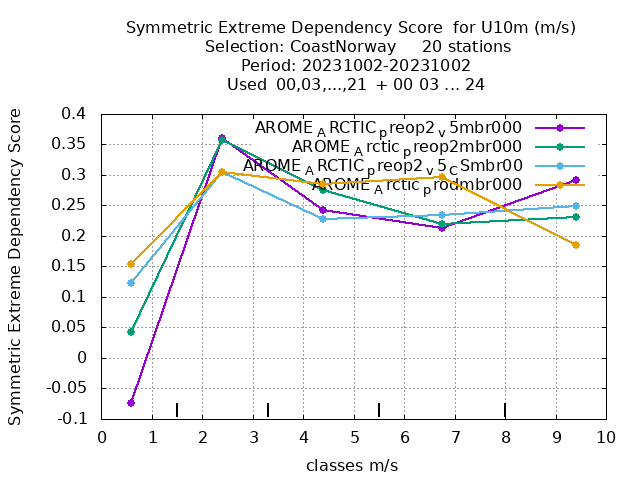 Symmetric Extreme Dependency Score for U10m (m/s)
Selection: CoastNorway 20 stations
Period: 20231002-20231002
Used 00,03,...,21 + 00 03 ... 24
Symmetric Extreme Dependency Score
0.4
0.35
0.3
0.25
0.2
0.15
0.1
0.05
0
-0.05
-0.1
AROME_ARCTIC_preop2_v5mbr000
AROME_Arctic_preop2mbr000
AROME_ARCTIC_preop2_v5_CSmbr00
AROME_Arctic_prodmbr000
0 1 2 3 4 5 6 7 8 9 10
classes m/s